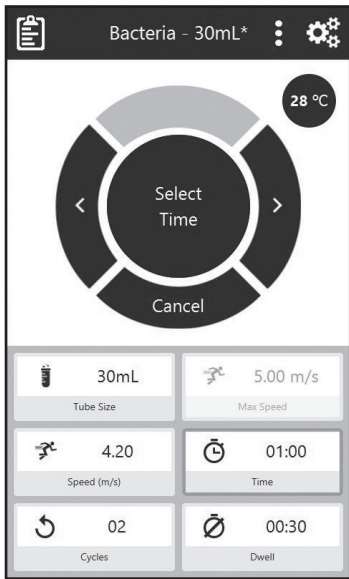 Bacteria - 30mL*
28 °C
Select
Time
Cancel
30mL
5.00 m/s
Tube Size
Max Speed
4.20
01:00
Speed (m/s)
Time
02
00:30
Cycles
Dwell